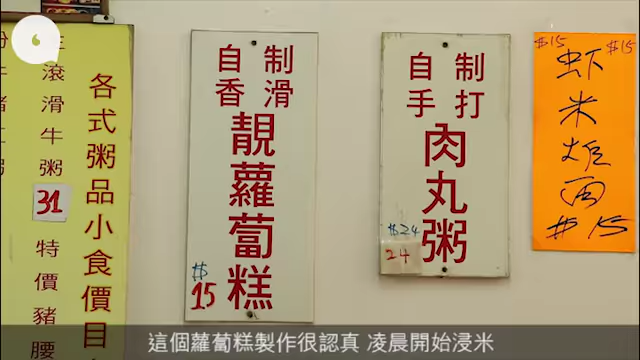 各式粥品小食價目
生滾滑牛粥
31
特價豬腰
自制
香滑
靚蘿蔔糕
$15
自制
手打
肉丸粥
$24
24
$15 $15
虾米
$15
這個蘿蔔糕製作很認真 凌晨開始浸米